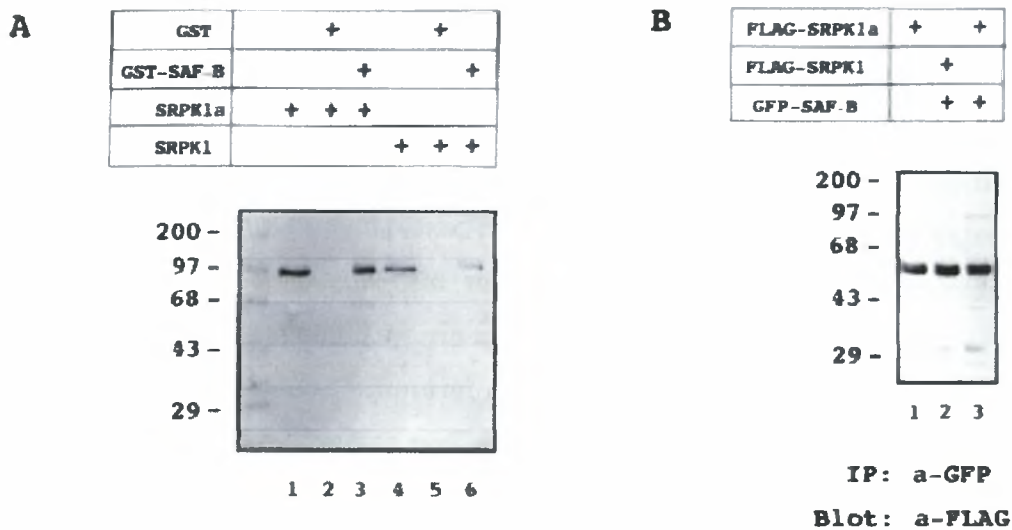 A
GST + +
GST-SAF B + +
SRPK1a + + +
SRPK1 + + +
200 -
97 -
68 -
43 -
29 -
1 2 3 4 5 6
B
FLAG-SRPK1a + +
FLAG-SRPK1 +
GFP-SAF-B + +
200 -
97 -
68 -
43 -
29 -
1 2 3
IP: a-GFP
Blot: a-FLAG